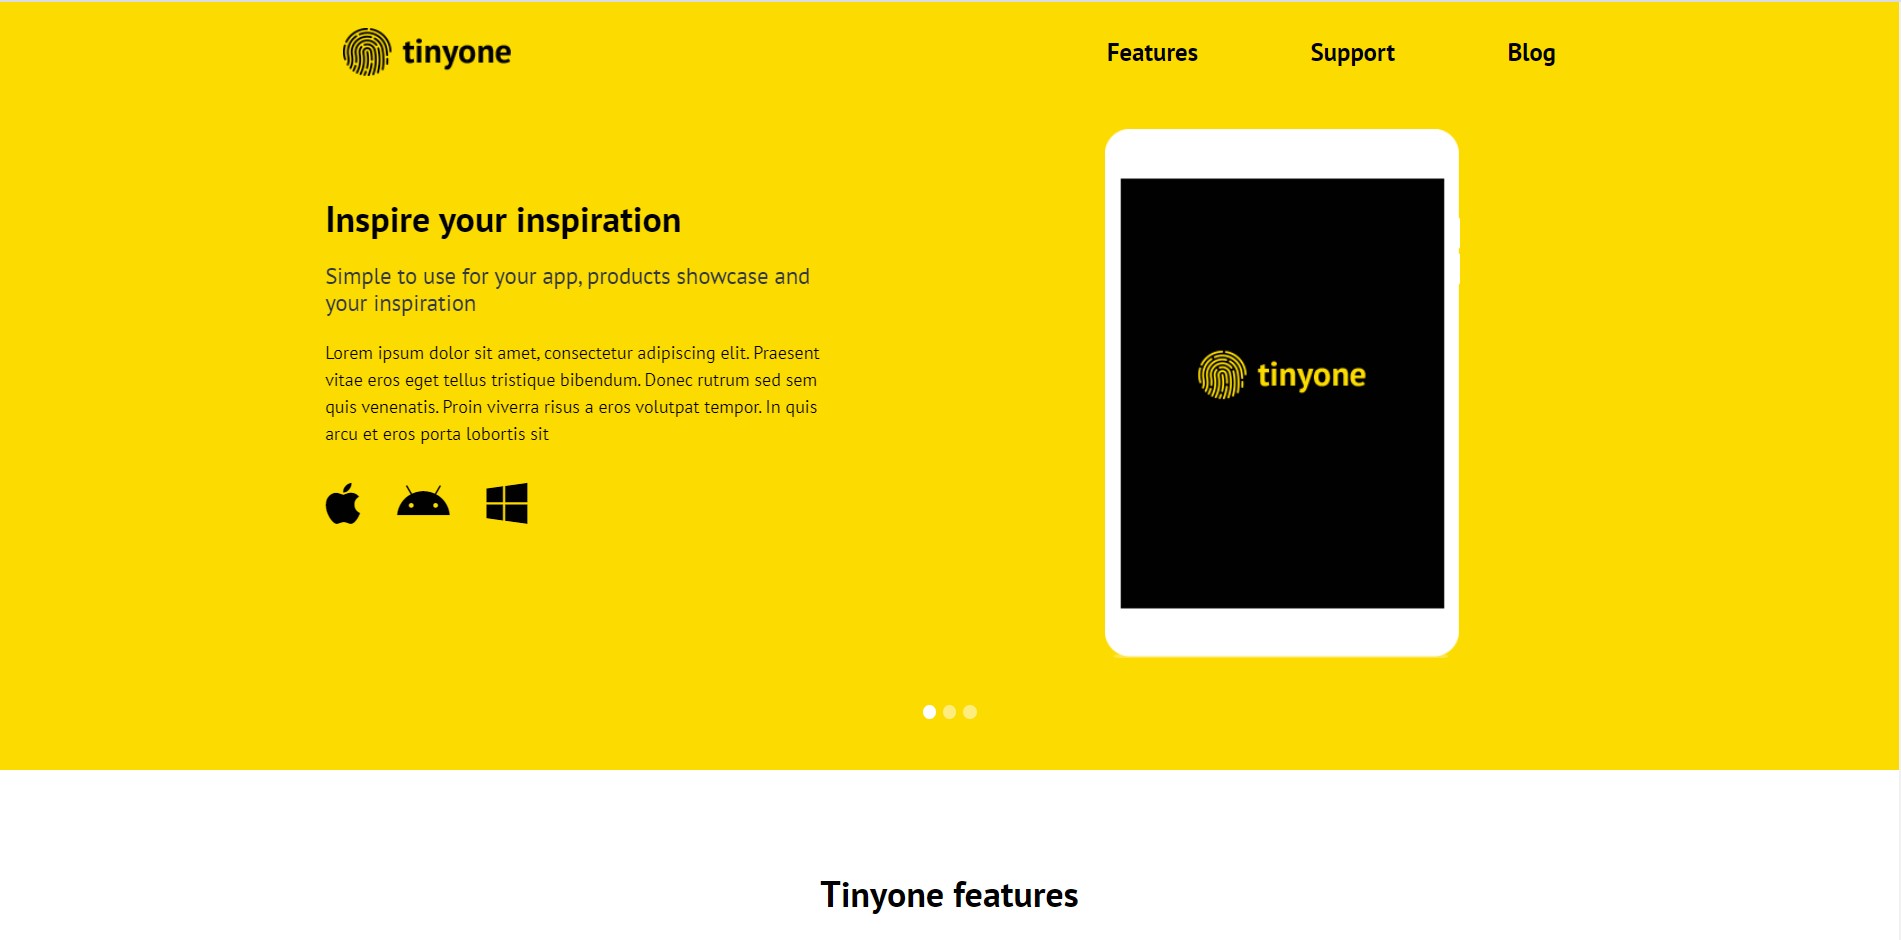 tinyone
Features
Support
Blog
Inspire your inspiration
Simple to use for your app, products showcase and
your inspiration
Lorem ipsum dolor sit amet, consectetur adipiscing elit. Praesent
vitae eros eget tellus tristique bibendum. Donec rutrum sed sem
quis venenatis. Proin viverra risus a eros volutpat tempor. In quis
arcu et eros porta lobortis sit
tinyone
Tinyone features